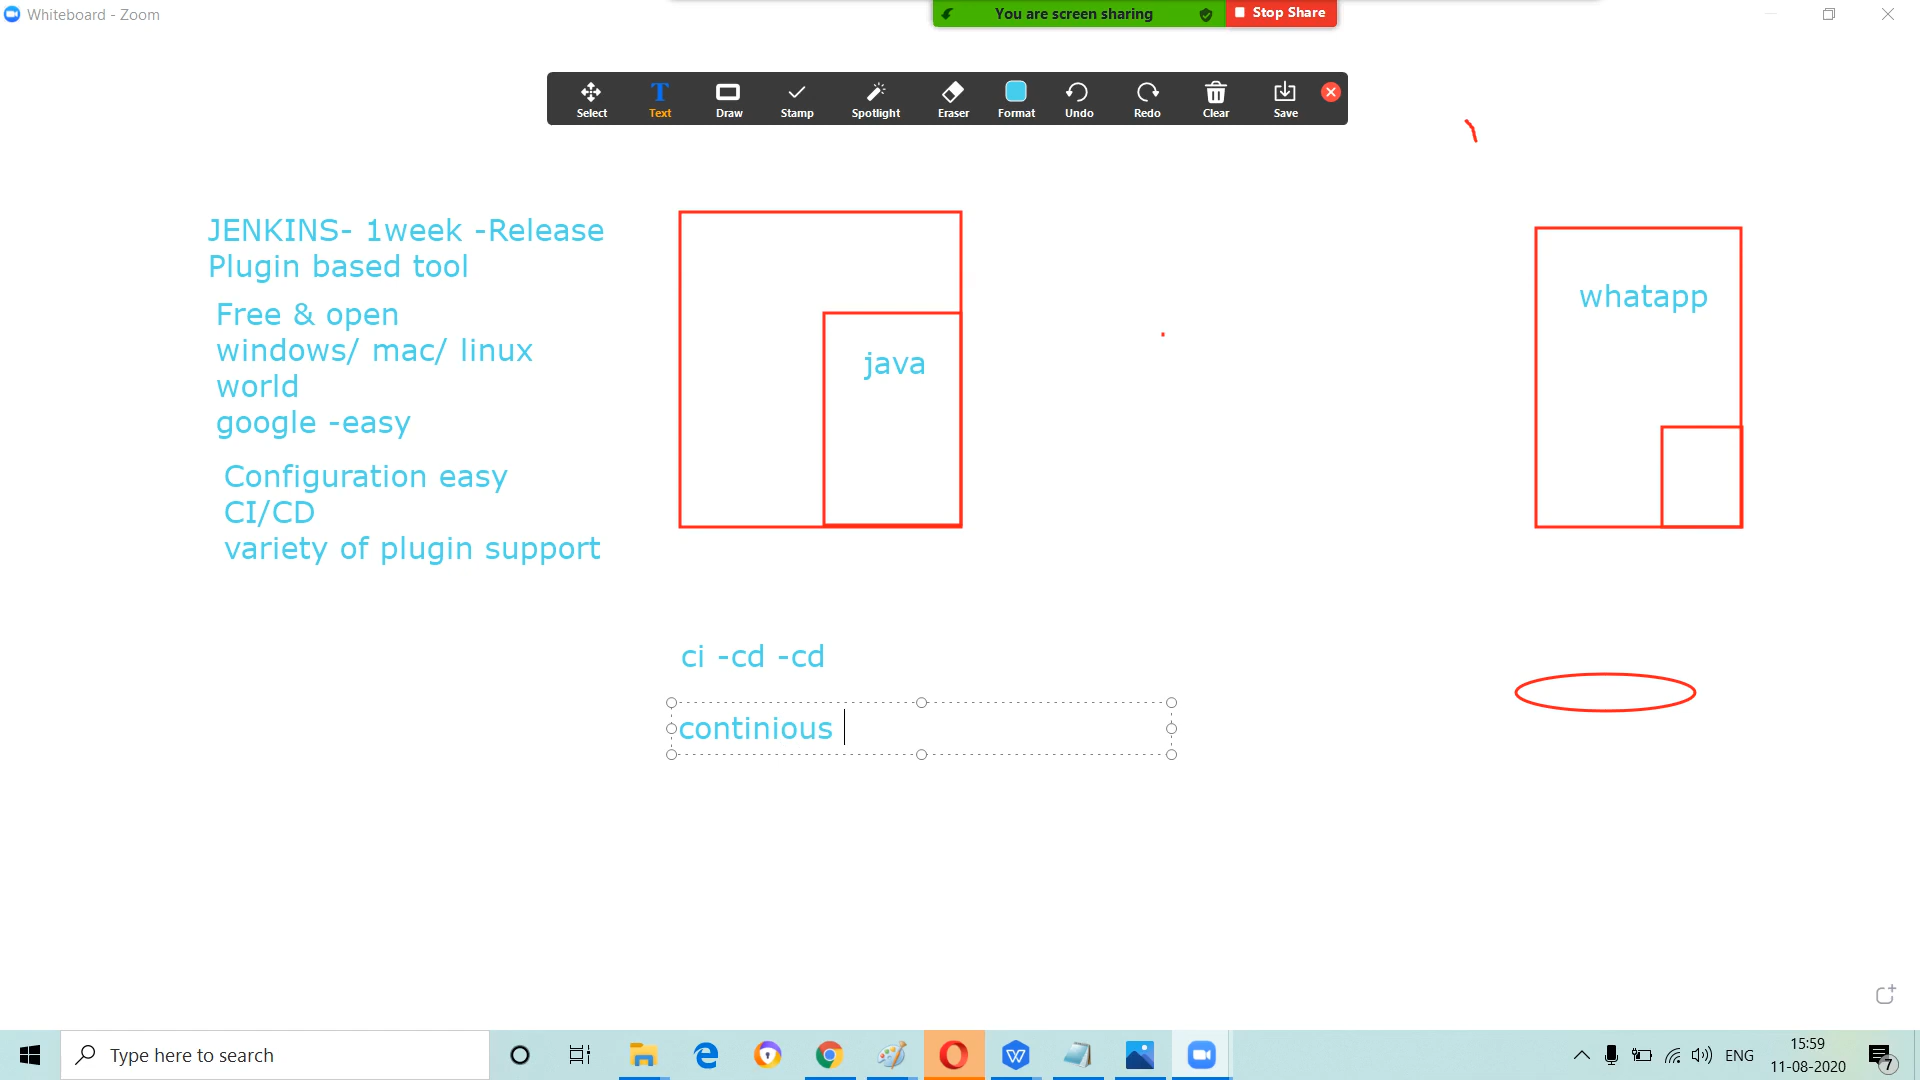 Whiteboard - Zoom
You are screen sharing
Stop Share
Select
Text
Draw
Stamp
Spotlight
Eraser
Format
Undo
Redo
Clear
Save
JENKINS- 1week -Release
Plugin based tool
Free & open
windows/ mac/ linux
world
google -easy
Configuration easy
CI/CD
variety of plugin support
java
whatapp
ci -cd -cd
continious
Type here to search
ENG
15:59
11-08-2020
7